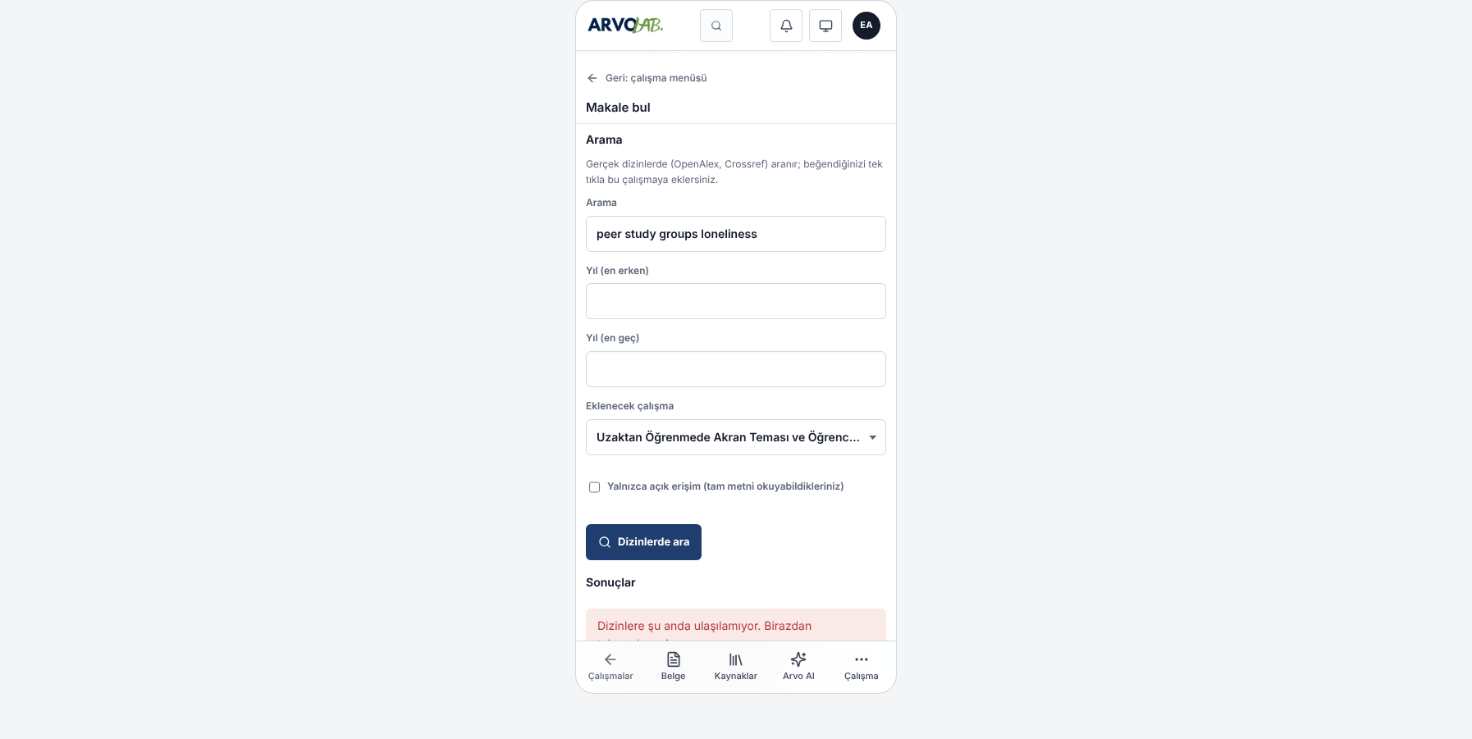 ARVOLAB.
EA
Geri: çalışma menüsü
Makale bul
Arama
Gerçek dizinlerde (OpenAlex, Crossref) aranır; beğendiğinizi tek
tıkla bu çalışmaya eklersiniz.
Arama
peer study groups loneliness
Yıl (en erken)
Yıl (en geç)
Eklenecek çalışma
Uzaktan Öğrenmede Akran Teması ve Öğrenc...
Yalnızca açık erişim (tam metni okuyabildikleriniz)
Dizinlerde ara
Sonuçlar
Dizinlere şu anda ulaşılamıyor. Birazdan
Çalışmalar
Belge
Kaynaklar
Arvo AI
Çalışma